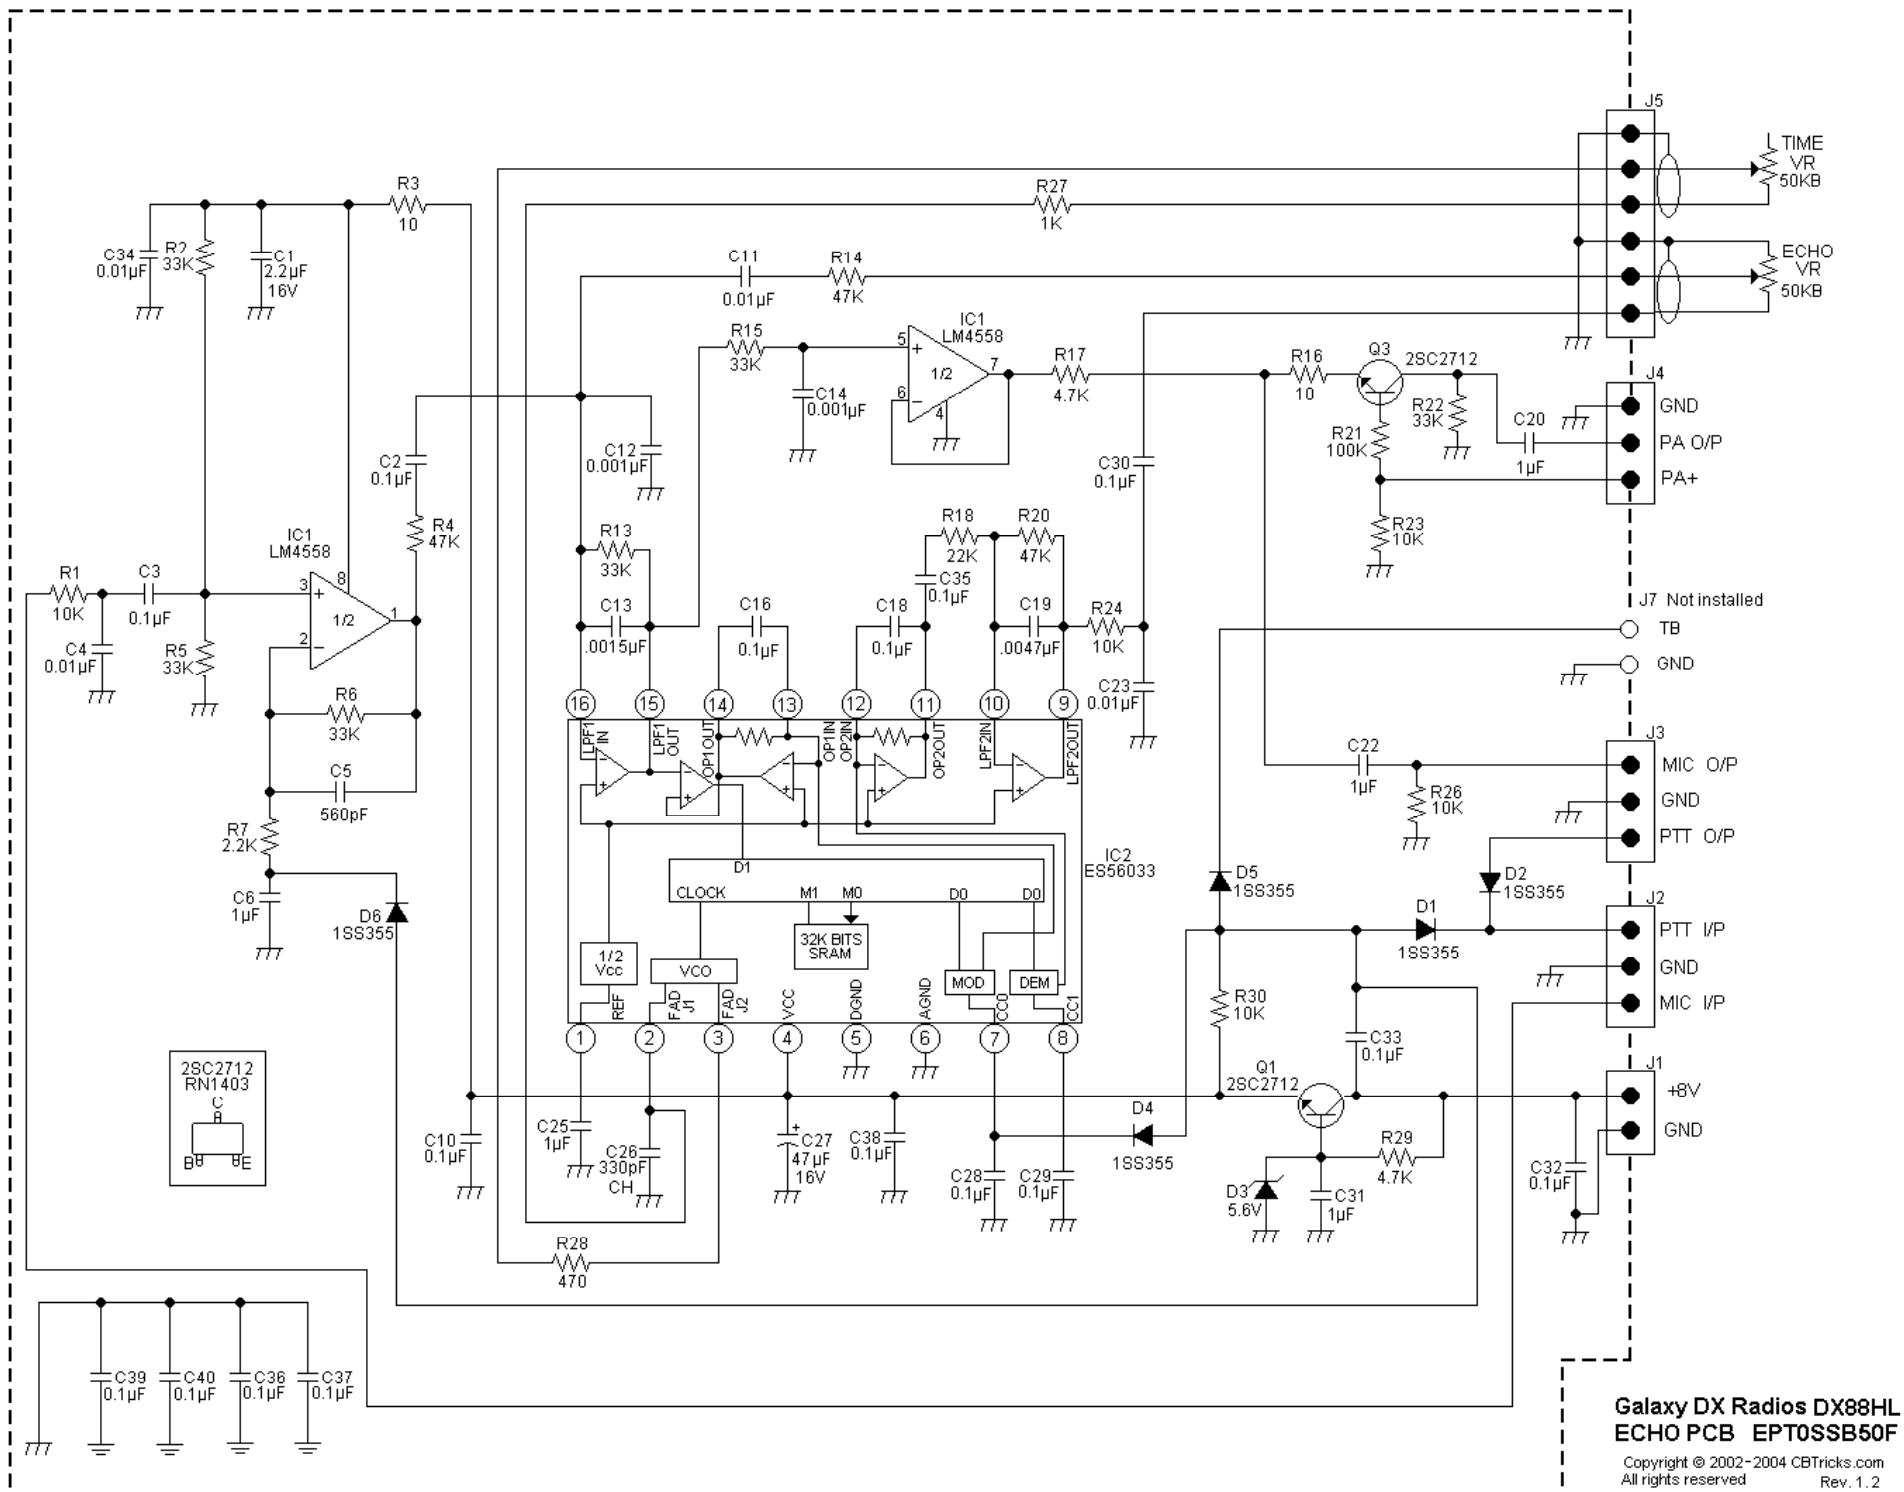 J5
TIME
VR
50KB
R3
10
R27
1K
C34
0.01µF
R2
33K
C1
2.2µF
16V
C11
0.01µF
R14
47K
ECHO
VR
50KB
R15
33K
IC1
LM4558
5
+
1/2
7
6
−
4
C14
0.001µF
R17
4.7K
R16
10
Q3
2SC2712
R22
33K
R21
100K
C20
1µF
R23
10K
J4
GND
PA O/P
PA+
C2
0.1µF
R4
47K
C12
0.001µF
C30
0.1µF
IC1
LM4558
3
+
8
1/2
1
2
−
R1
10K
C3
0.1µF
C4
0.01µF
R5
33K
R13
33K
C13
.0015µF
C16
0.1µF
C18
0.1µF
R18
22K
R20
47K
C35
0.1µF
C19
.0047µF
R24
10K
C23
0.01µF
J7 Not installed
TB
GND
R6
33K
C5
560pF
R7
2.2K
C6
1µF
D6
1SS355
16
15
14
13
12
11
10
9
LPF1
IN
LPF1
OUT
OP1OUT
OP1IN
OP2IN
OP2OUT
LPF2IN
LPF2OUT
IC2
ES56033
D1
CLOCK
M1
M0
D0
D0
32K BITS
SRAM
1/2
Vcc
VCO
MOD
DEM
REF
FAD
J1
FAD
J2
VCC
DGND
AGND
CC0
CC1
1
2
3
4
5
6
7
8
C22
1µF
R26
10K
J3
MIC O/P
GND
PTT O/P
D5
1SS355
D2
1SS355
D1
1SS355
J2
PTT I/P
GND
MIC I/P
R30
10K
C33
0.1µF
Q1
2SC2712
J1
+8V
GND
2SC2712
RN1403
C
B
E
C10
0.1µF
C25
1µF
C26
330pF
CH
+
C27
47µF
16V
C38
0.1µF
C28
0.1µF
C29
0.1µF
D4
1SS355
D3
5.6V
C31
1µF
R29
4.7K
C32
0.1µF
R28
470
C39
0.1µF
C40
0.1µF
C36
0.1µF
C37
0.1µF
Galaxy DX Radios DX88HL
ECHO PCB EPT0SSB50F
Copyright © 2002-2004 CBTricks.com
All rights reserved Rev. 1.2